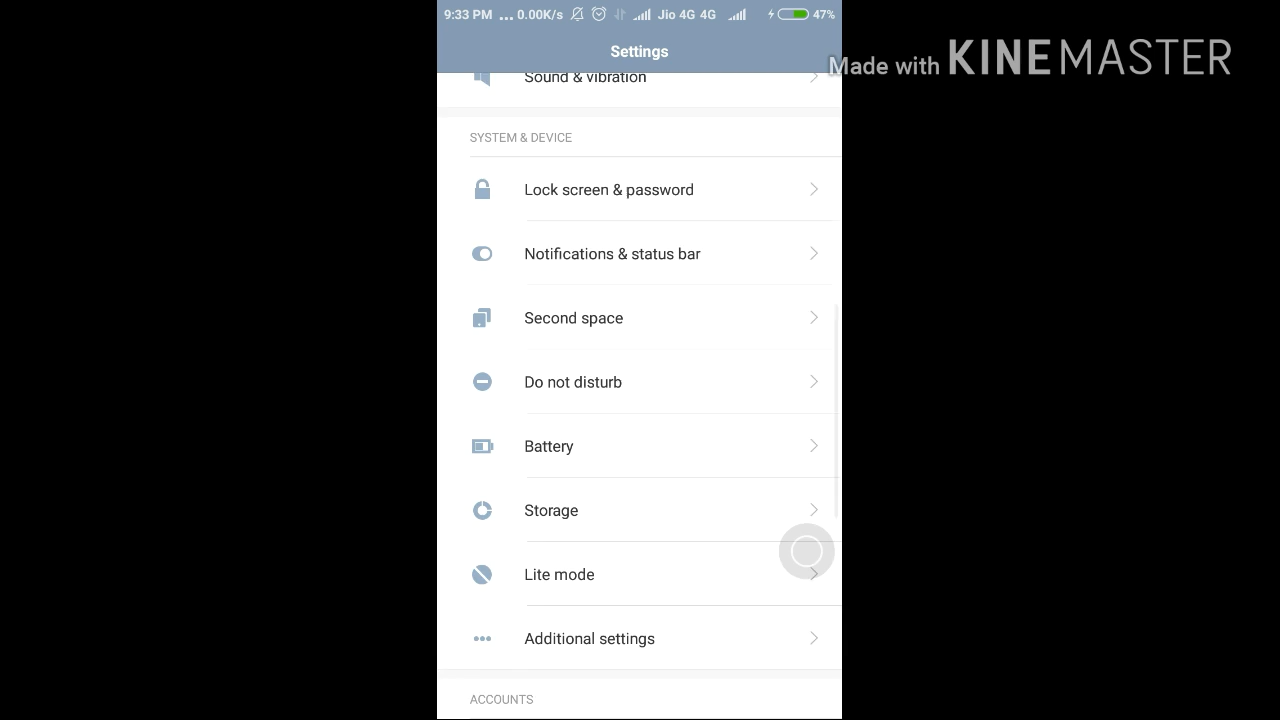 9:33 PM ... 0.00K/s Jio 4G 4G 47%
Settings
Made with KINEMASTER
Sound & vibration
SYSTEM & DEVICE
Lock screen & password
Notifications & status bar
Second space
Do not disturb
Battery
Storage
Lite mode
Additional settings
ACCOUNTS